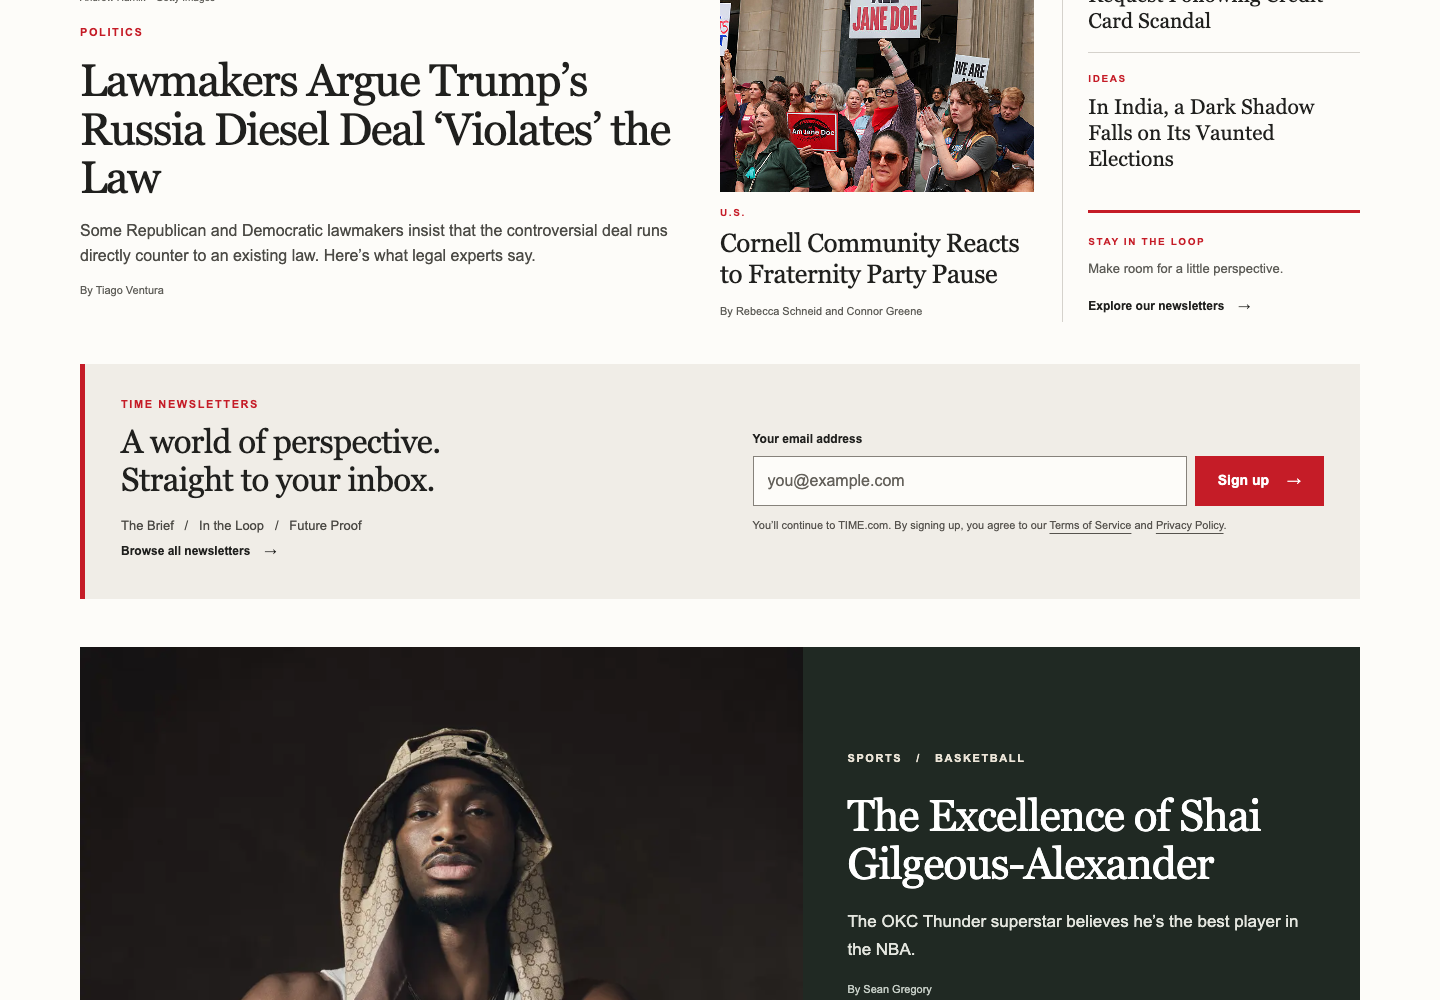 POLITICS
Lawmakers Argue Trump’s
Russia Diesel Deal ‘Violates’ the
Law
Some Republican and Democratic lawmakers insist that the controversial deal runs
directly counter to an existing law. Here’s what legal experts say.
By Tiago Ventura
JANE DOE
WE ARE
I am Jane Doe
U.S.
Cornell Community Reacts
to Fraternity Party Pause
By Rebecca Schneid and Connor Greene
Card Scandal
IDEAS
In India, a Dark Shadow
Falls on Its Vaunted
Elections
STAY IN THE LOOP
Make room for a little perspective.
Explore our newsletters →
TIME NEWSLETTERS
A world of perspective.
Straight to your inbox.
The Brief / In the Loop / Future Proof
Browse all newsletters →
Your email address
you@example.com
Sign up →
You’ll continue to TIME.com. By signing up, you agree to our Terms of Service and Privacy Policy.
SPORTS / BASKETBALL
The Excellence of Shai
Gilgeous-Alexander
The OKC Thunder superstar believes he’s the best player in
the NBA.
By Sean Gregory